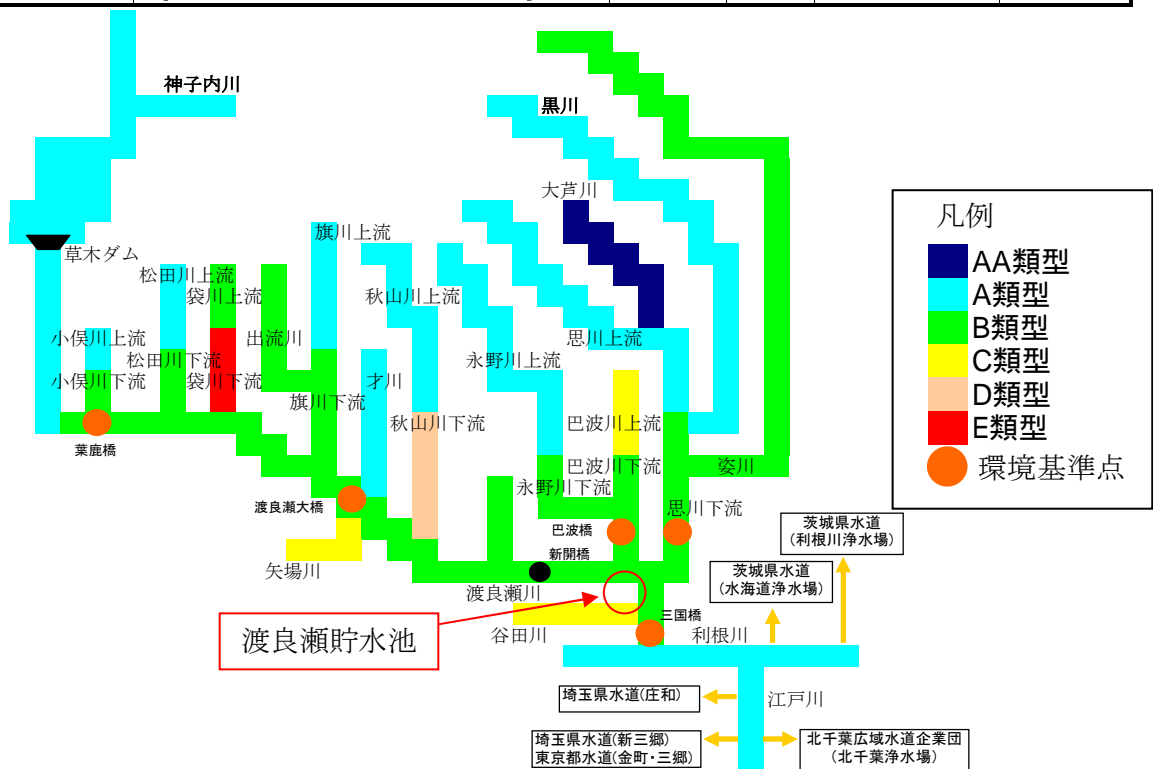 神子内川
黒川
大芦川
草木ダム
旗川上流
松田川上流
袋川上流
秋山川上流
小俣川上流
出流川
思川上流
松田川下流
永野川上流
小俣川下流
袋川下流
才川
旗川下流
秋山川下流
巴波川上流
葉鹿橋
巴波川下流
姿川
永野川下流
渡良瀬大橋
思川下流
巴波橋
新開橋
矢場川
渡良瀬川
三国橋
谷田川
利根川
渡良瀬貯水池
江戸川
凡例
AA類型
A類型
B類型
C類型
D類型
E類型
環境基準点
茨城県水道
(利根川浄水場)
茨城県水道
(水海道浄水場)
埼玉県水道(庄和)
埼玉県水道(新三郷)
東京都水道(金町・三郷)
北千葉広域水道企業団
(北千葉浄水場)